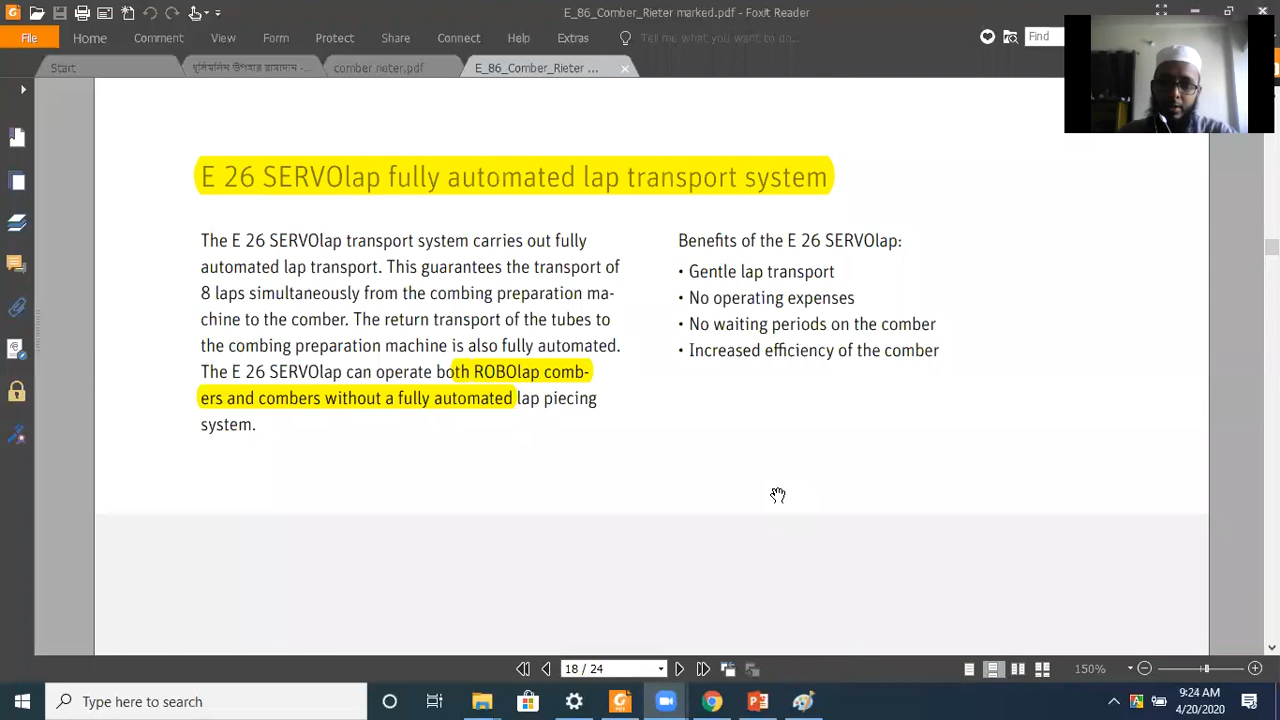 E_86_Comber_Rieter marked.pdf - Foxit Reader
File Home Comment View Form Protect Share Connect Help Extras Tell me what you want to do... Find
Start ধূলিমলিন উপহার রামাদান - ... comber rieter.pdf E_86_Comber_Rieter ...
E 26 SERVOlap fully automated lap transport system
The E 26 SERVOlap transport system carries out fully
automated lap transport. This guarantees the transport of
8 laps simultaneously from the combing preparation ma-
chine to the comber. The return transport of the tubes to
the combing preparation machine is also fully automated.
The E 26 SERVOlap can operate both ROBOlap comb-
ers and combers without a fully automated lap piecing
system.
Benefits of the E 26 SERVOlap:
• Gentle lap transport
• No operating expenses
• No waiting periods on the comber
• Increased efficiency of the comber
18 / 24
150%
Type here to search
9:24 AM
4/20/2020